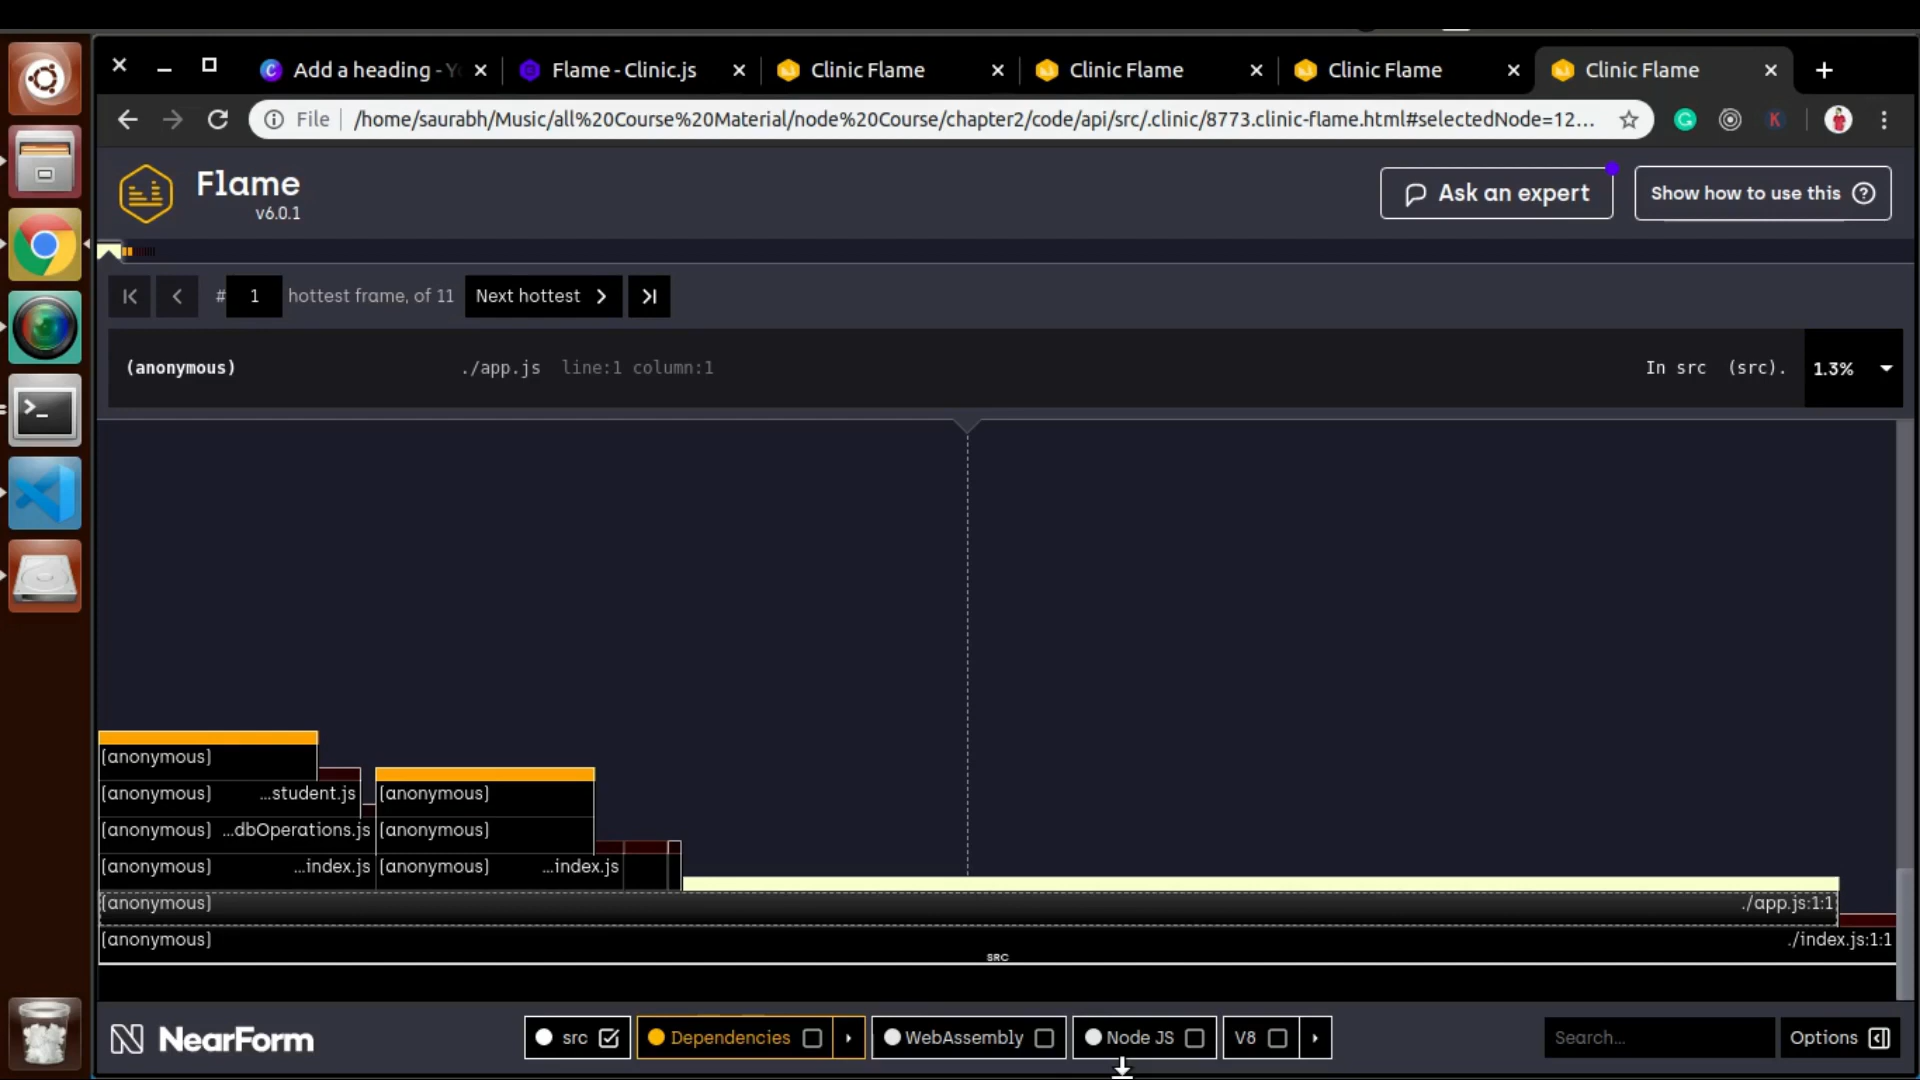 Add a heading - Yo
Flame - Clinic.js
Clinic Flame
Clinic Flame
Clinic Flame
Clinic Flame
File
/home/saurabh/Music/all%20Course%20Material/node%20Course/chapter2/code/api/src/.clinic/8773.clinic-flame.html#selectedNode=12...
Flame
v6.0.1
Ask an expert
Show how to use this ?
# 1 hottest frame, of 11 Next hottest
(anonymous) ./app.js line:1 column:1 In src (src). 1.3%
(anonymous)
(anonymous) ...student.js (anonymous)
(anonymous) ...dbOperations.js (anonymous)
(anonymous) ...index.js (anonymous) ...index.js
(anonymous) ./app.js:1:1
(anonymous) ./index.js:1:1
SRC
NearForm
src
Dependencies
WebAssembly
Node JS
V8
Search...
Options